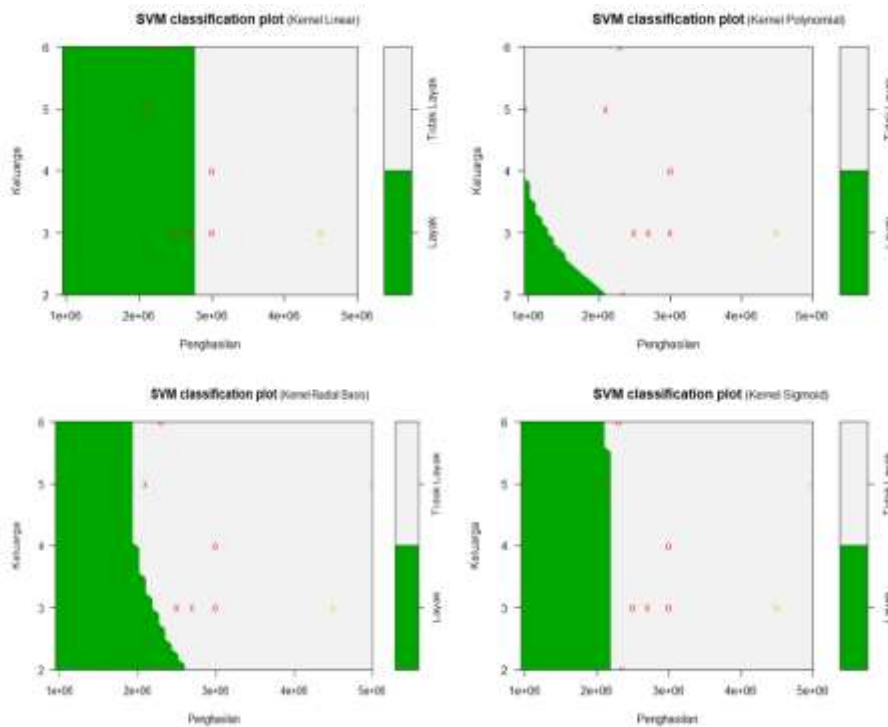 SVM classification plot (Kernel Linear)
6
5
4
3
2
Keluarga
1e+06 2e+06 3e+06 4e+06 5e+06
Penghasilan
Tidak Layak
Layak
SVM classification plot (Kernel Polynomial)
6
5
4
3
2
Keluarga
1e+06 2e+06 3e+06 4e+06 5e+06
Penghasilan
Tidak Layak
Layak
SVM classification plot (Kernel Radial Basis)
6
5
4
3
2
Keluarga
1e+06 2e+06 3e+06 4e+06 5e+06
Penghasilan
Tidak Layak
Layak
SVM classification plot (Kernel Sigmoid)
6
5
4
3
2
Keluarga
1e+06 2e+06 3e+06 4e+06 5e+06
Penghasilan
Tidak Layak
Layak